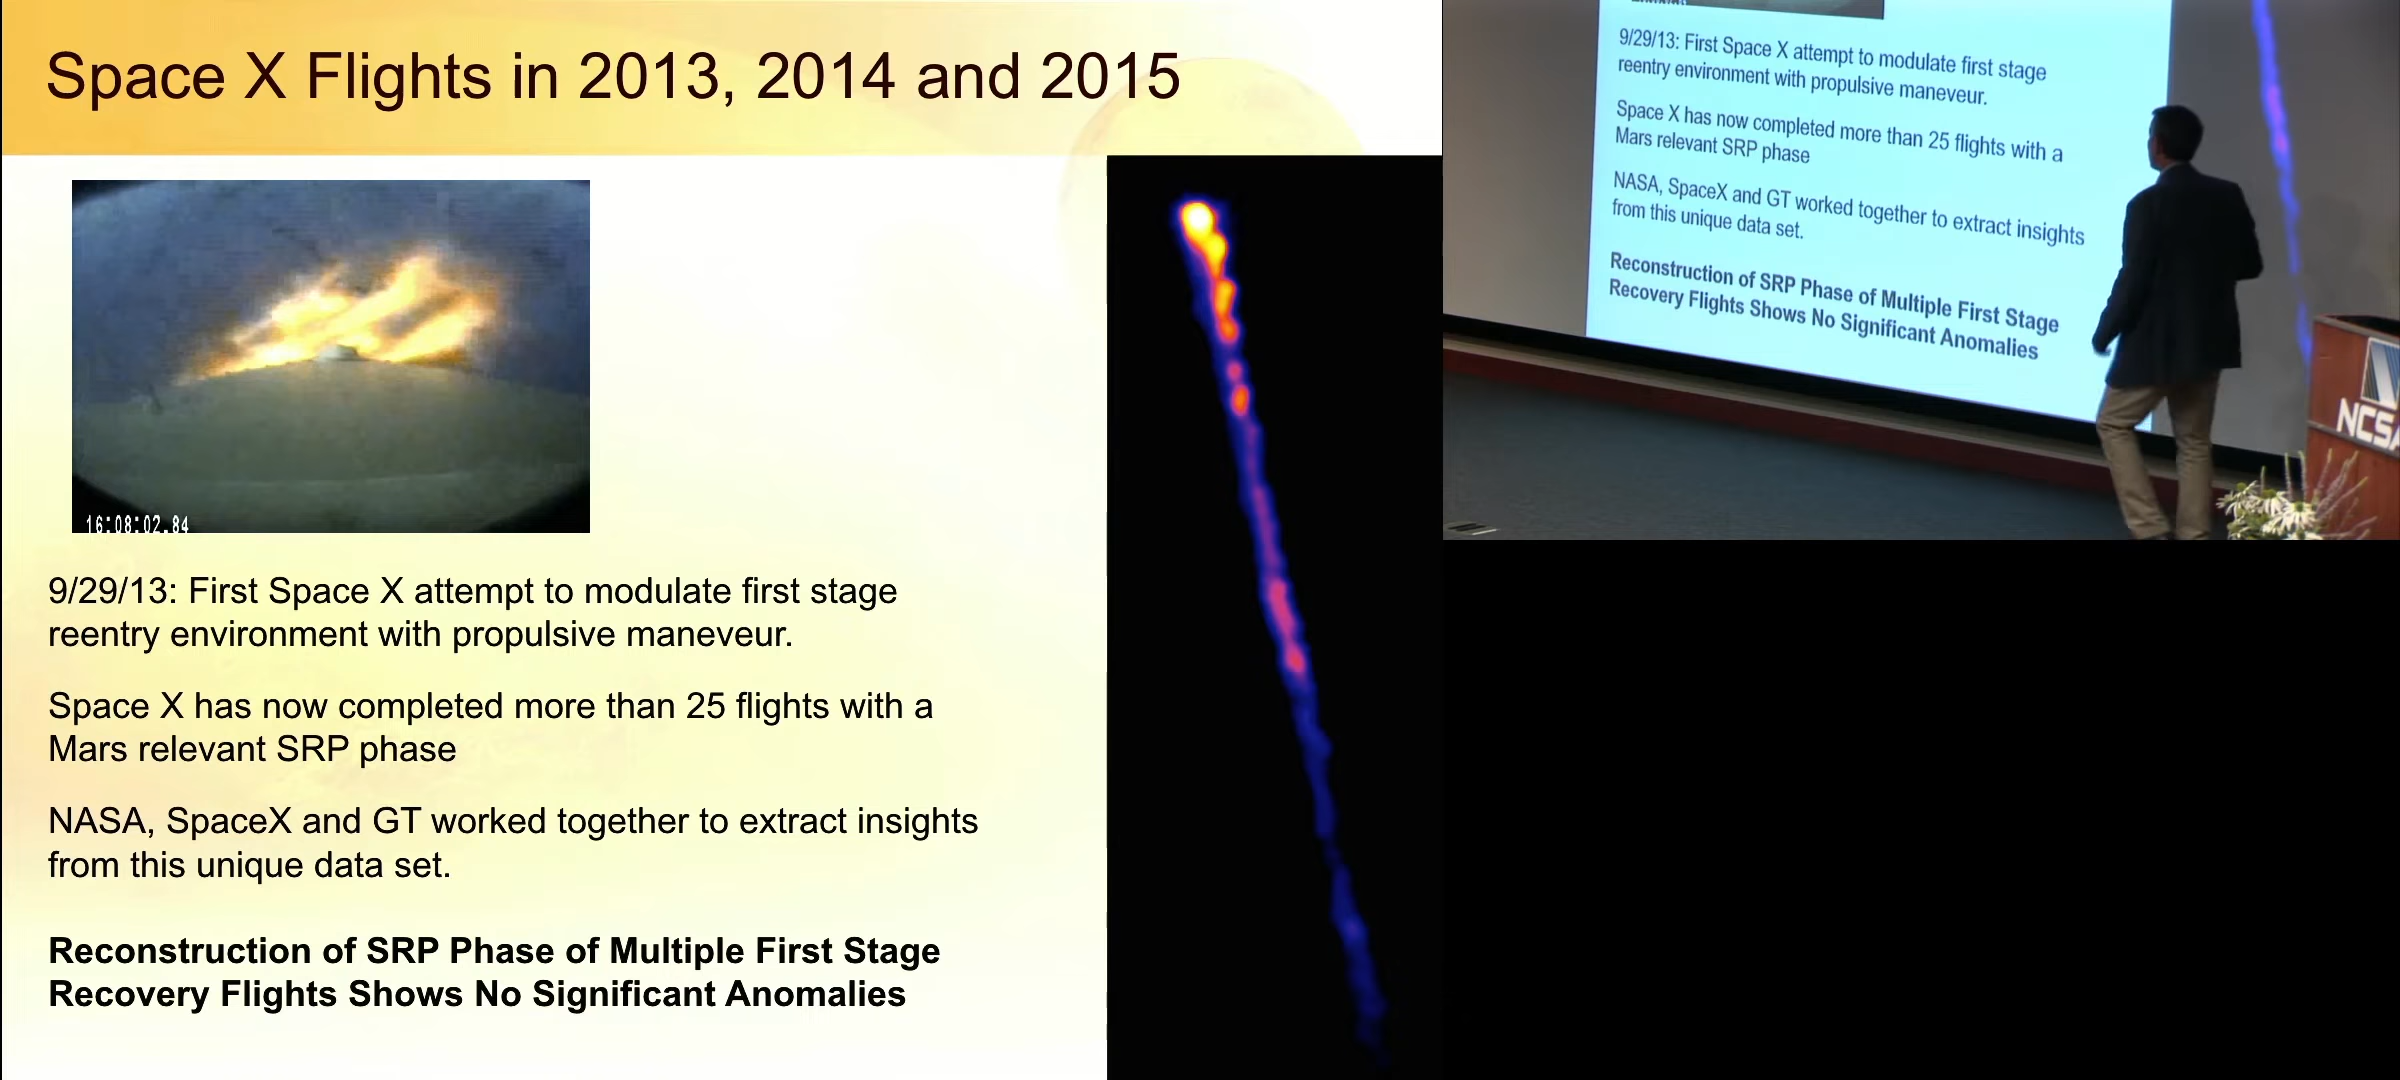 Space X Flights in 2013, 2014 and 2015
16:08:02.84
9/29/13: First Space X attempt to modulate first stage
reentry environment with propulsive maneveur.
Space X has now completed more than 25 flights with a
Mars relevant SRP phase
NASA, SpaceX and GT worked together to extract insights
from this unique data set.
Reconstruction of SRP Phase of Multiple First Stage
Recovery Flights Shows No Significant Anomalies
9/29/13: First Space X attempt to modulate first stage
reentry environment with propulsive maneveur.
Space X has now completed more than 25 flights with a
Mars relevant SRP phase
NASA, SpaceX and GT worked together to extract insights
from this unique data set.
Reconstruction of SRP Phase of Multiple First Stage
Recovery Flights Shows No Significant Anomalies
NCSA